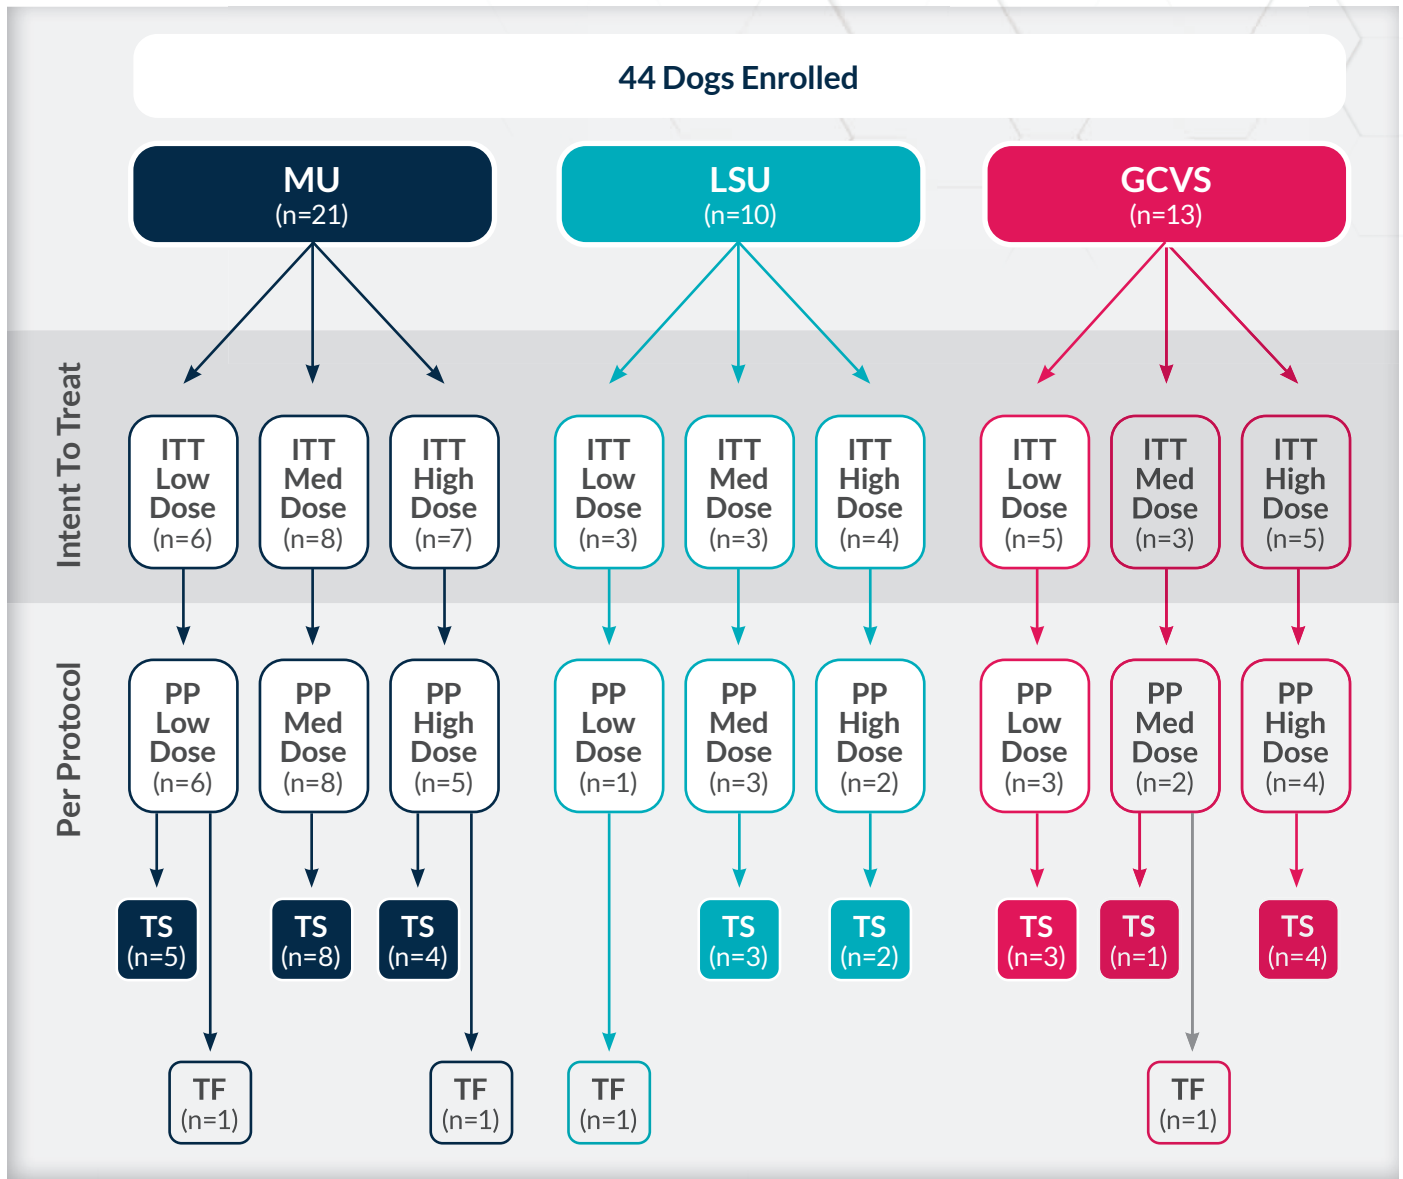 44 Dogs Enrolled
MU
(n=21)
LSU
(n=10)
GCVS
(n=13)
Intent To Treat
ITT
Low
Dose
(n=6)
ITT
Med
Dose
(n=8)
ITT
High
Dose
(n=7)
ITT
Low
Dose
(n=3)
ITT
Med
Dose
(n=3)
ITT
High
Dose
(n=4)
ITT
Low
Dose
(n=5)
ITT
Med
Dose
(n=3)
ITT
High
Dose
(n=5)
Per Protocol
PP
Low
Dose
(n=6)
PP
Med
Dose
(n=8)
PP
High
Dose
(n=5)
PP
Low
Dose
(n=1)
PP
Med
Dose
(n=3)
PP
High
Dose
(n=2)
PP
Low
Dose
(n=3)
PP
Med
Dose
(n=2)
PP
High
Dose
(n=4)
TS
(n=5)
TS
(n=8)
TS
(n=4)
TS
(n=3)
TS
(n=2)
TS
(n=3)
TS
(n=1)
TS
(n=4)
TF
(n=1)
TF
(n=1)
TF
(n=1)
TF
(n=1)